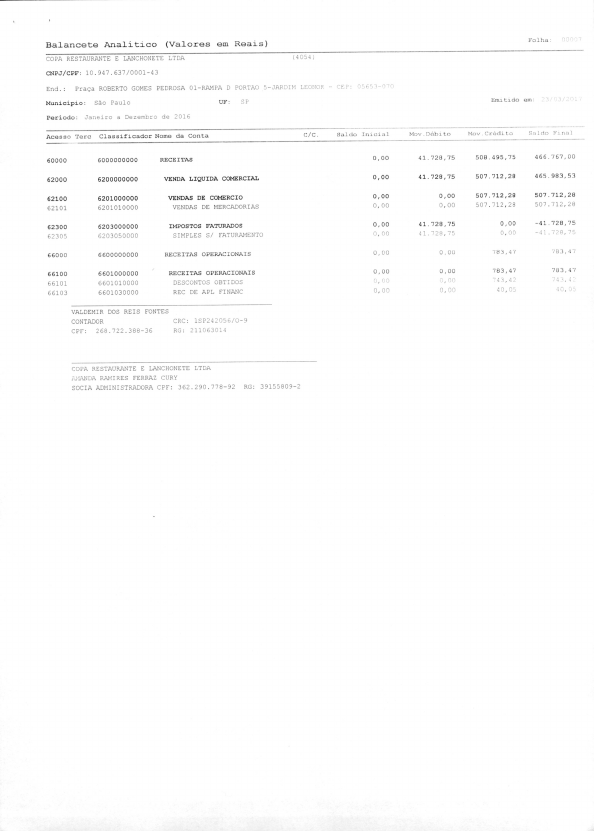 Folha:
Balancete Analítico (Valores em Reais)
COPA RESTAURANTE E LANCHONETE LTDA (4054)
CNPJ/CPF: 10.947.637/0001-43
End.: Praça ROBERTO GOMES PEDROSA 01-RAMPA D PORTAO 5-JARDIM LEONOR - CEP:
Município: São Paulo UF: SP Emitido em:
Período: Janeiro a Dezembro de 2016
Acesso Terc Classificador Nome da Conta C/C. Saldo Inicial Mov.Débito Mov.Crédito Saldo Final
60000 6000000000 RECEITAS 0,00 41.728,75 508.495,75 466.767,00
62000 6200000000 VENDA LIQUIDA COMERCIAL 0,00 41.728,75 507.712,28 465.983,53
62100 6201000000 VENDAS DE COMERCIO 0,00 0,00 507.712,28 507.712,28
62101 6201010000 VENDAS DE MERCADORIAS 0,00 0,00 507.712,28 507.712,28
62300 6203000000 IMPOSTOS FATURADOS 0,00 41.728,75 0,00 -41.728,75
62305 6203050000 SIMPLES S/ FATURAMENTO 0,00 41.728,75 0,00 -41.728,75
66000 6600000000 RECEITAS OPERACIONAIS 0,00 0,00 783,47 783,47
66100 6601000000 RECEITAS OPERACIONAIS 0,00 0,00 783,47 783,47
66101 6601010000 DESCONTOS OBTIDOS 0,00 0,00 743,42 743,42
66103 6601030000 REC DE APL FINANC 0,00 0,00 40,05 40,05
VALDEMIR DOS REIS FONTES
CONTADOR CRC: 1SP242056/O-9
CPF: 268.722.388-36 RG: 211063014
COPA RESTAURANTE E LANCHONETE LTDA
AMANDA RAMIRES FERRAZ CURY
SOCIA ADMINISTRADORA CPF: 362.290.778-92 RG: 39155809-2